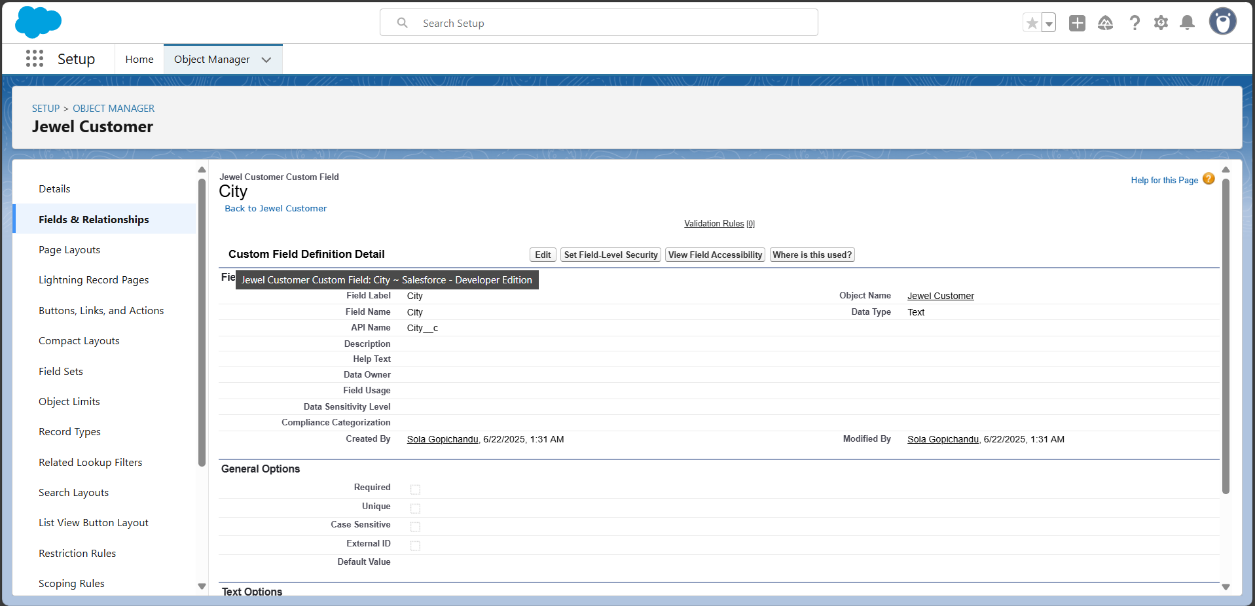 Search Setup
Setup
Home
Object Manager
SETUP > OBJECT MANAGER
Jewel Customer
Details
Fields & Relationships
Page Layouts
Lightning Record Pages
Buttons, Links, and Actions
Compact Layouts
Field Sets
Object Limits
Record Types
Related Lookup Filters
Search Layouts
List View Button Layout
Restriction Rules
Scoping Rules
Jewel Customer Custom Field
City
Help for this Page ?
Back to Jewel Customer
Validation Rules [0]
Custom Field Definition Detail
Edit
Set Field-Level Security
View Field Accessibility
Where is this used?
Fie
Jewel Customer Custom Field: City ~ Salesforce - Developer Edition
Field Label City Object Name Jewel Customer
Field Name City Data Type Text
API Name City__c
Description
Help Text
Data Owner
Field Usage
Data Sensitivity Level
Compliance Categorization
Created By Sola Gopichandu, 6/22/2025, 1:31 AM Modified By Sola Gopichandu, 6/22/2025, 1:31 AM
General Options
Required
Unique
Case Sensitive
External ID
Default Value
Text Options